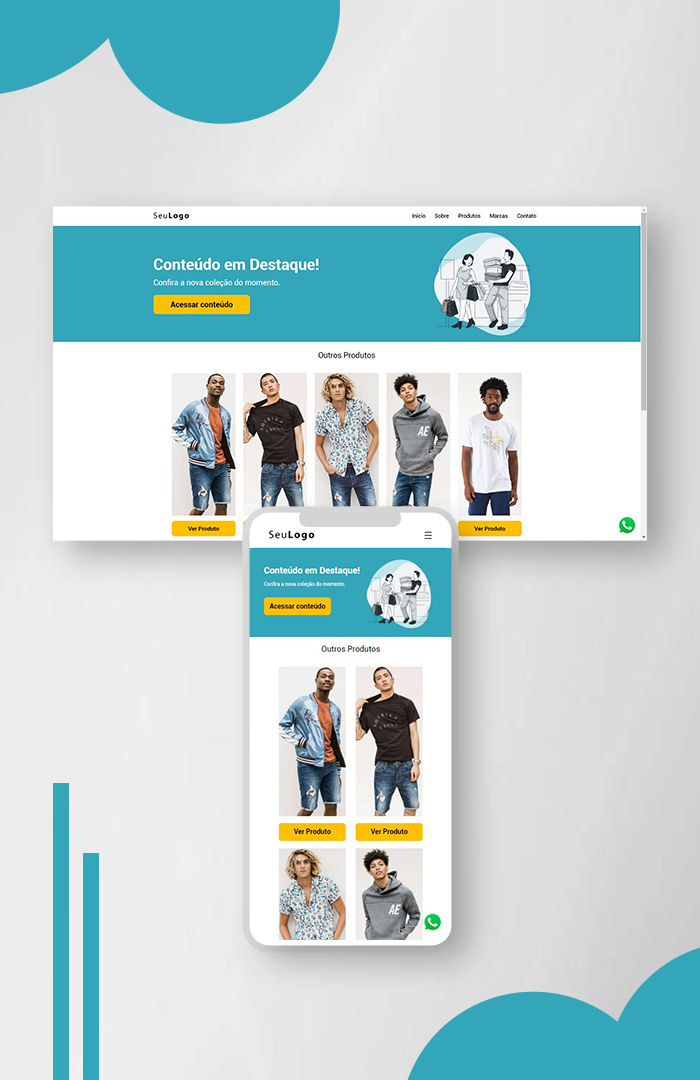 SeuLogo
Início Sobre Produtos Marcas Contato
Conteúdo em Destaque!
Confira a nova coleção do momento.
Acessar conteúdo
Outros Produtos
AE
Ver Produto
Ver Produto
SeuLogo
Conteúdo em Destaque!
Confira a nova coleção do momento.
Acessar conteúdo
Outros Produtos
Ver Produto
Ver Produto
AE